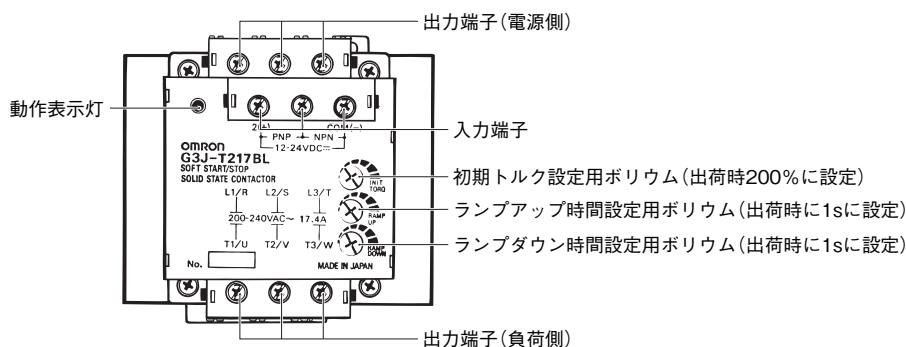 出力端子(電源側)
動作表示灯
2(+) COM(−)
PNP NPN
12-24VDC⎓
入力端子
OMRON
G3J-T217BL
SOFT START/STOP
SOLID STATE CONTACTOR
INIT
TORQ
初期トルク設定用ボリウム(出荷時200%に設定)
L1/R L2/S L3/T
200-240VAC~ 17.4A
RAMP
UP
ランプアップ時間設定用ボリウム(出荷時に1sに設定)
T1/U T2/V T3/W
RAMP
DOWN
ランプダウン時間設定用ボリウム(出荷時に1sに設定)
No. MADE IN JAPAN
出力端子(負荷側)